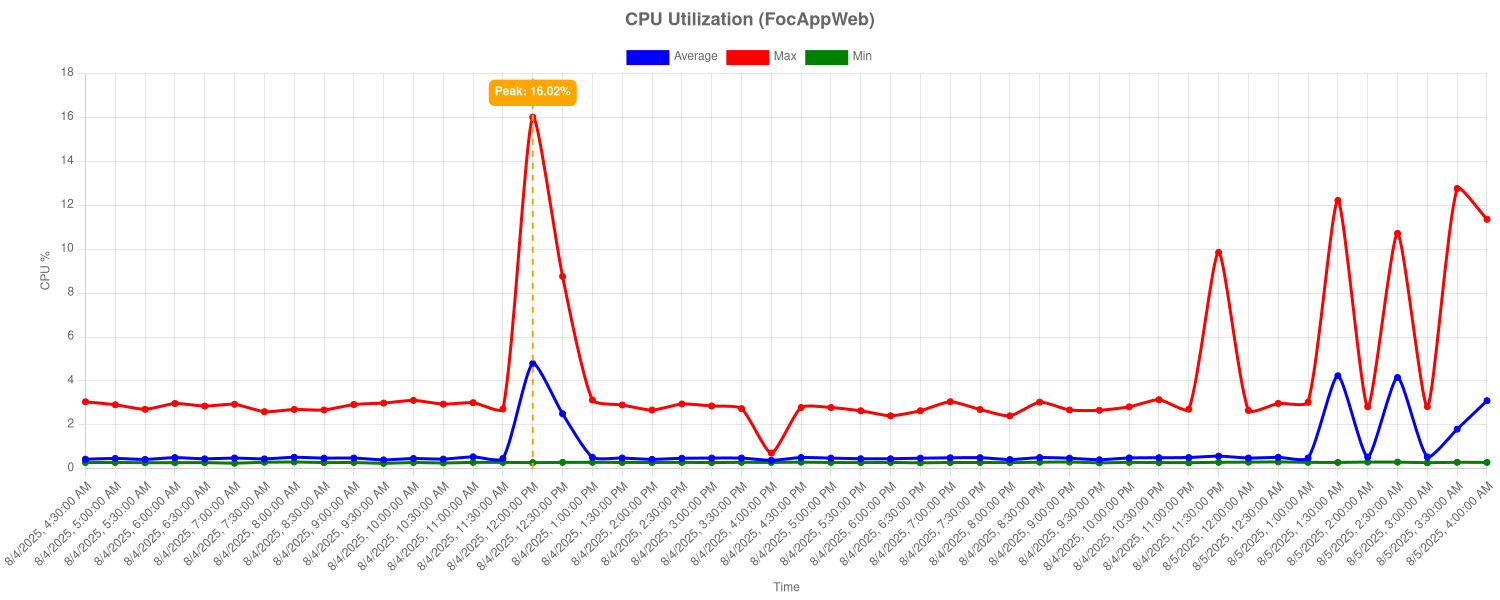 CPU Utilization (FocAppWeb)
Average Max Min
Peak: 16.02%
18
16
14
12
10
8
6
4
2
0
CPU %
8/4/2025, 4:30:00 AM
8/4/2025, 5:00:00 AM
8/4/2025, 5:30:00 AM
8/4/2025, 6:00:00 AM
8/4/2025, 6:30:00 AM
8/4/2025, 7:00:00 AM
8/4/2025, 7:30:00 AM
8/4/2025, 8:00:00 AM
8/4/2025, 8:30:00 AM
8/4/2025, 9:00:00 AM
8/4/2025, 9:30:00 AM
8/4/2025, 10:00:00 AM
8/4/2025, 10:30:00 AM
8/4/2025, 11:00:00 AM
8/4/2025, 11:30:00 AM
8/4/2025, 12:00:00 PM
8/4/2025, 12:30:00 PM
8/4/2025, 1:00:00 PM
8/4/2025, 1:30:00 PM
8/4/2025, 2:00:00 PM
8/4/2025, 2:30:00 PM
8/4/2025, 3:00:00 PM
8/4/2025, 3:30:00 PM
8/4/2025, 4:00:00 PM
8/4/2025, 4:30:00 PM
8/4/2025, 5:00:00 PM
8/4/2025, 5:30:00 PM
8/4/2025, 6:00:00 PM
8/4/2025, 6:30:00 PM
8/4/2025, 7:00:00 PM
8/4/2025, 7:30:00 PM
8/4/2025, 8:00:00 PM
8/4/2025, 8:30:00 PM
8/4/2025, 9:00:00 PM
8/4/2025, 9:30:00 PM
8/4/2025, 10:00:00 PM
8/4/2025, 10:30:00 PM
8/4/2025, 11:00:00 PM
8/4/2025, 11:30:00 PM
8/5/2025, 12:00:00 AM
8/5/2025, 12:30:00 AM
8/5/2025, 1:00:00 AM
8/5/2025, 1:30:00 AM
8/5/2025, 2:00:00 AM
8/5/2025, 2:30:00 AM
8/5/2025, 3:00:00 AM
8/5/2025, 3:30:00 AM
8/5/2025, 4:00:00 AM
Time